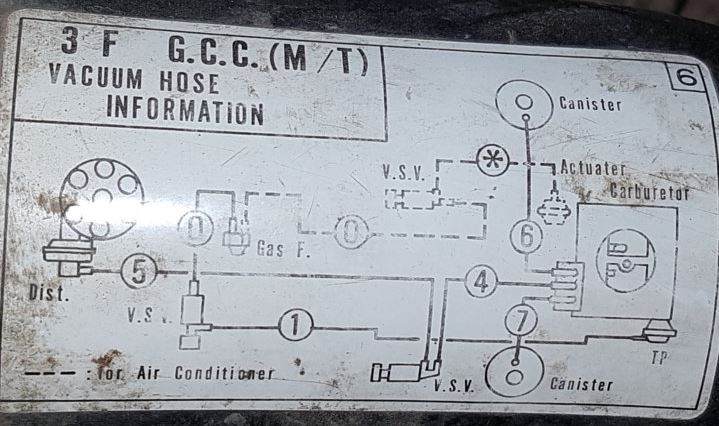 3 F G.C.C. (M/T)
VACUUM HOSE
INFORMATION
6
Canister
*
Actuater
V.S.V.
Carburetor
0
0
6
Gas F.
5
4
Dist.
V.S.
1
7
TP
--- : for Air Conditioner
V.S.V.
Canister